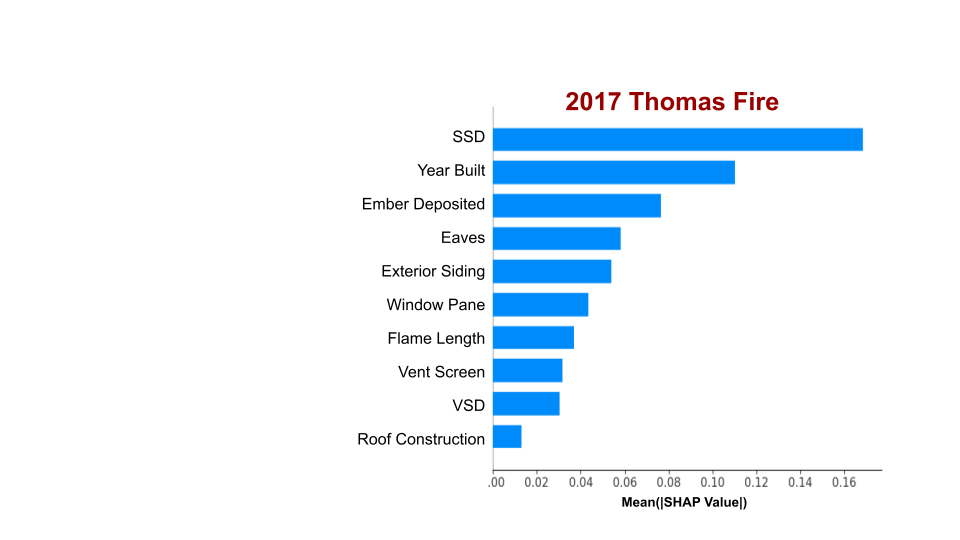 2017 Thomas Fire
SSD
Year Built
Ember Deposited
Eaves
Exterior Siding
Window Pane
Flame Length
Vent Screen
VSD
Roof Construction
.00 0.02 0.04 0.06 0.08 0.10 0.12 0.14 0.16
Mean(|SHAP Value|)